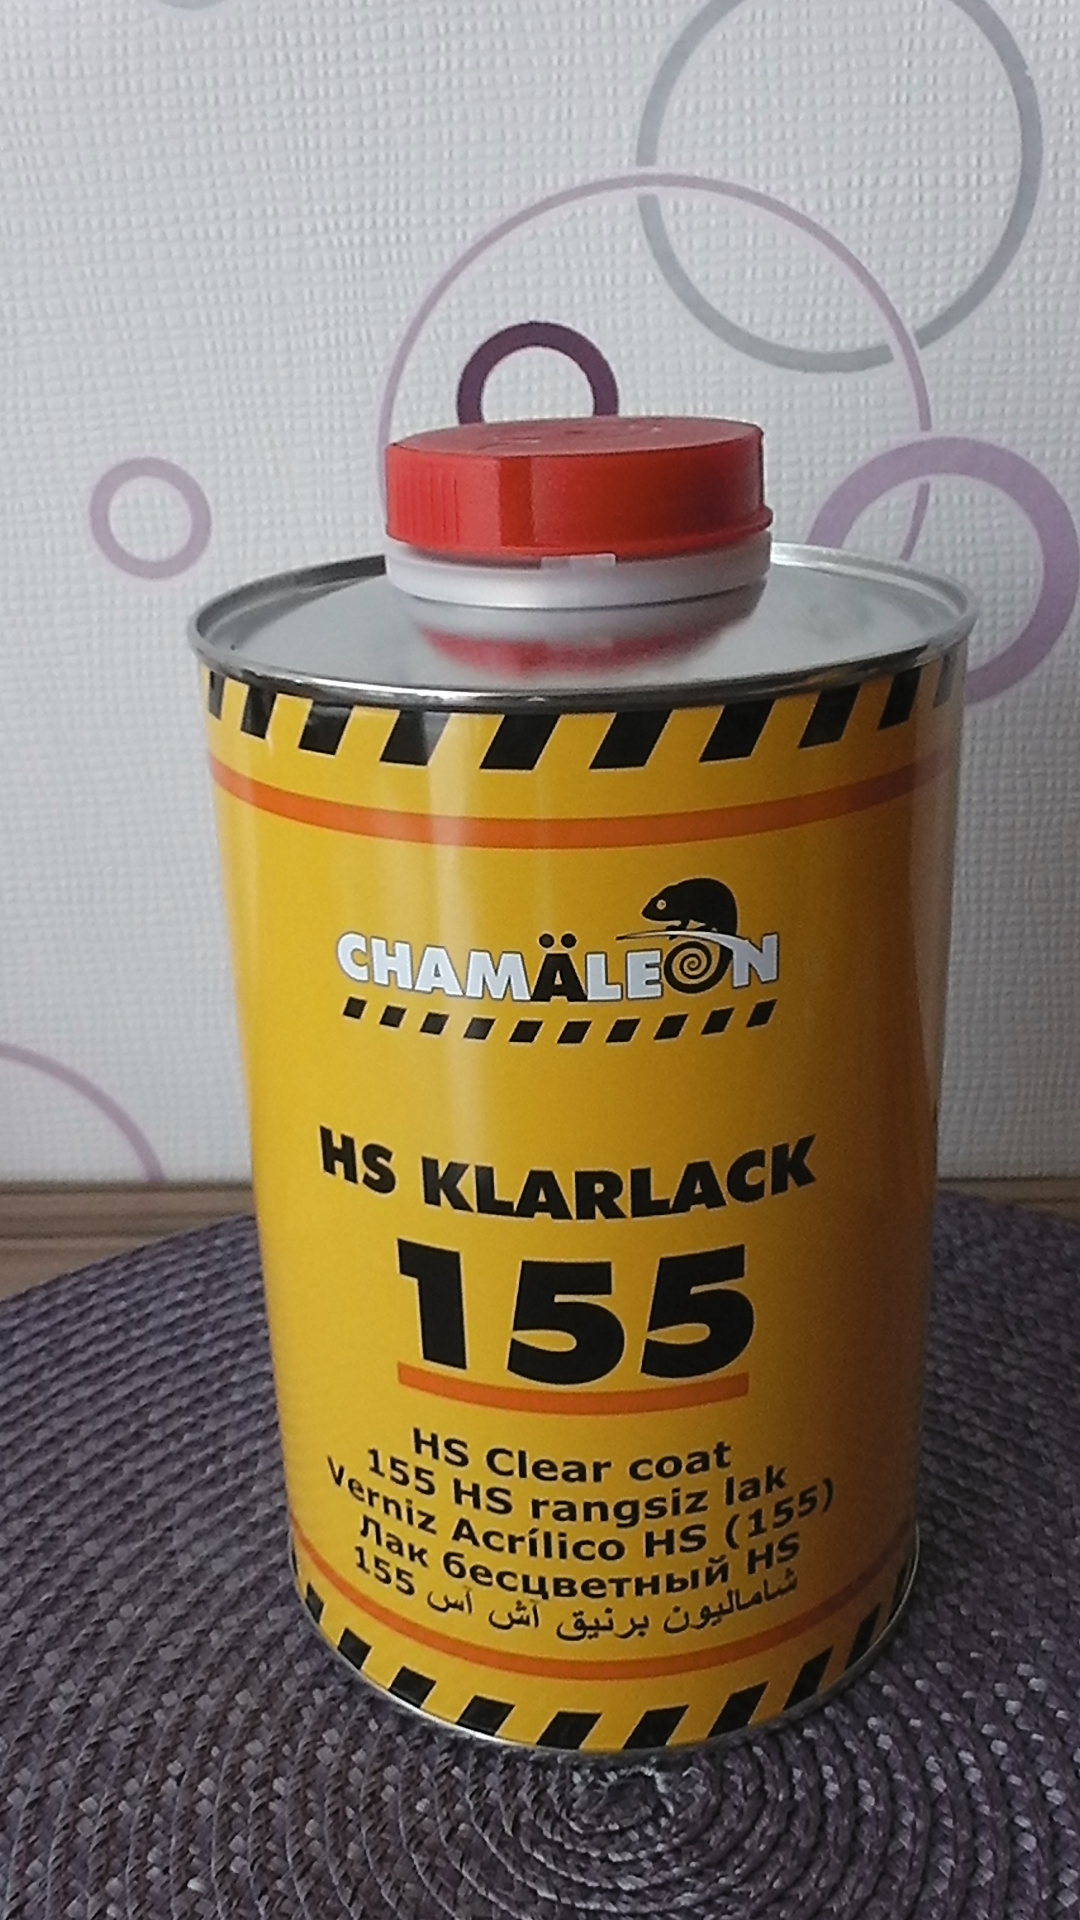 CHAMÄLEON
HS KLARLACK
155
HS Clear coat
155 HS rangsiz lak
Verniz Acrílico HS (155)
Лак бесцветный HS
شامالیون برنیق آش آس 155